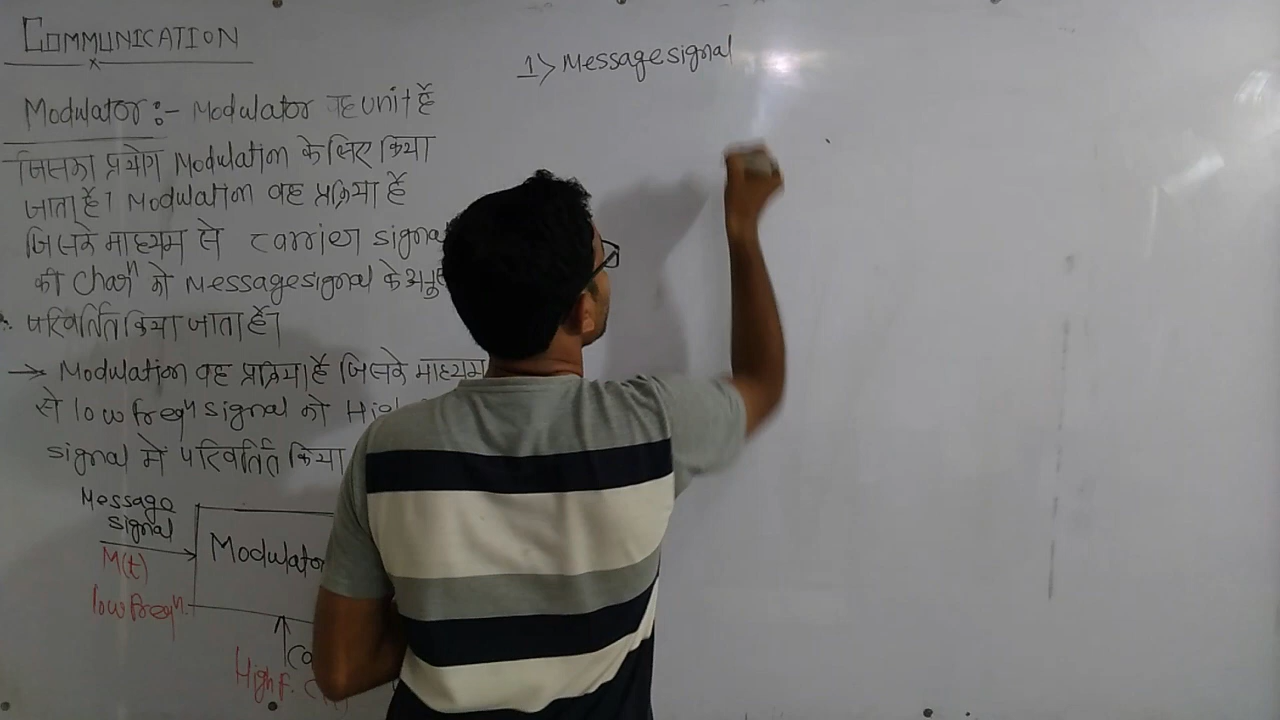 COMMUNICATION
Modulator :- Modulator वह unit हैं
जिसका प्रयोग Modulation के लिए किया
जाता हैं। Modulation वह प्रक्रिया हैं
जिसके माध्यम से carrier signal
की Charⁿ को Message signal के
परिवर्तित किया जाता हैं।
→ Modulation वह प्रक्रिया हैं जिसके माध्यम
से low freqⁿ signal को High
signal में परिवर्तित किया
Message
signal
M(t)
low freqⁿ.
Modulator
High f.
1> Message signal